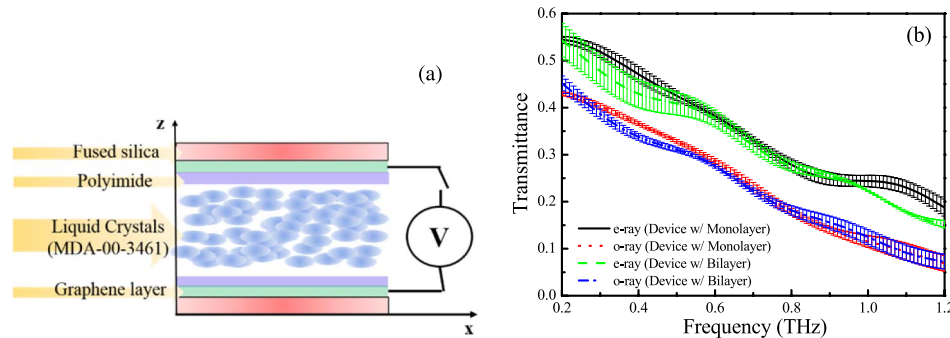 (a)
z
Fused silica
Polyimide
Liquid Crystals
(MDA-00-3461)
Graphene layer
V
x
(b)
Transmittance
0.6
0.5
0.4
0.3
0.2
0.1
0.0
e-ray (Device w/ Monolayer)
o-ray (Device w/ Monolayer)
e-ray (Device w/ Bilayer)
o-ray (Device w/ Bilayer)
0.2 0.4 0.6 0.8 1.0 1.2
Frequency (THz)